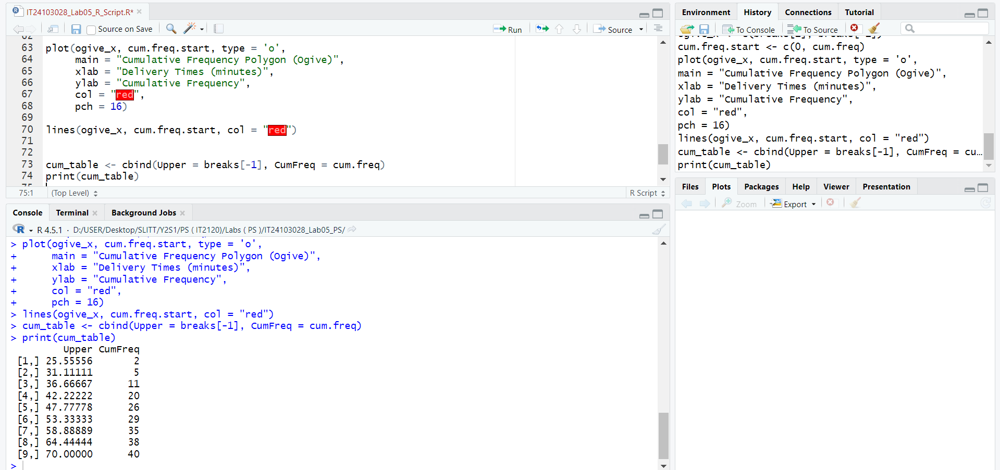 IT24103028_Lab05_R_Script.R*
Source on Save
Run
Source
62
63 plot(ogive_x, cum.freq.start, type = 'o',
64 main = "Cumulative Frequency Polygon (Ogive)",
65 xlab = "Delivery Times (minutes)",
66 ylab = "Cumulative Frequency",
67 col = "red",
68 pch = 16)
69
70 lines(ogive_x, cum.freq.start, col = "red")
71
72
73 cum_table <- cbind(Upper = breaks[-1], CumFreq = cum.freq)
74 print(cum_table)
75
75:1 (Top Level) R Script
Console Terminal Background Jobs
R 4.5.1 · D:/USER/Desktop/SLITT/Y2S1/PS ( IT2120)/Labs ( PS )/IT24103028_Lab05_PS/
> plot(ogive_x, cum.freq.start, type = 'o',
+ main = "Cumulative Frequency Polygon (Ogive)",
+ xlab = "Delivery Times (minutes)",
+ ylab = "Cumulative Frequency",
+ col = "red",
+ pch = 16)
> lines(ogive_x, cum.freq.start, col = "red")
> cum_table <- cbind(Upper = breaks[-1], CumFreq = cum.freq)
> print(cum_table)
Upper CumFreq
[1,] 25.55556 2
[2,] 31.11111 5
[3,] 36.66667 11
[4,] 42.22222 20
[5,] 47.77778 26
[6,] 53.33333 29
[7,] 58.88889 35
[8,] 64.44444 38
[9,] 70.00000 40
>
Environment History Connections Tutorial
To Console To Source
cum.freq.start <- c(0, cum.freq)
plot(ogive_x, cum.freq.start, type = 'o',
main = "Cumulative Frequency Polygon (Ogive)",
xlab = "Delivery Times (minutes)",
ylab = "Cumulative Frequency",
col = "red",
pch = 16)
lines(ogive_x, cum.freq.start, col = "red")
cum_table <- cbind(Upper = breaks[-1], CumFreq = cu...
print(cum_table)
Files Plots Packages Help Viewer Presentation
Zoom Export